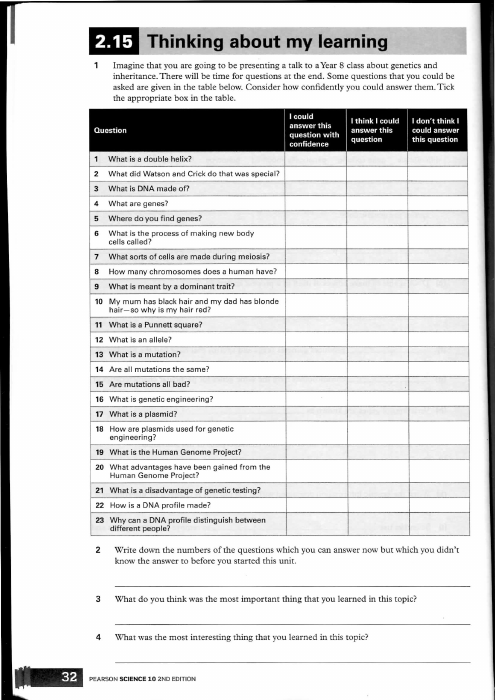 2.15 Thinking about my learning
1 Imagine that you are going to be presenting a talk to a Year 8 class about genetics and
inheritance. There will be time for questions at the end. Some questions that you could be
asked are given in the table below. Consider how confidently you could answer them. Tick
the appropriate box in the table.
Question
I could
answer this
question with
confidence
I think I could
answer this
question
I don't think I
could answer
this question
1 What is a double helix?
2 What did Watson and Crick do that was special?
3 What is DNA made of?
4 What are genes?
5 Where do you find genes?
6 What is the process of making new body
cells called?
7 What sorts of cells are made during meiosis?
8 How many chromosomes does a human have?
9 What is meant by a dominant trait?
10 My mum has black hair and my dad has blonde
hair—so why is my hair red?
11 What is a Punnett square?
12 What is an allele?
13 What is a mutation?
14 Are all mutations the same?
15 Are mutations all bad?
16 What is genetic engineering?
17 What is a plasmid?
18 How are plasmids used for genetic
engineering?
19 What is the Human Genome Project?
20 What advantages have been gained from the
Human Genome Project?
21 What is a disadvantage of genetic testing?
22 How is a DNA profile made?
23 Why can a DNA profile distinguish between
different people?
2 Write down the numbers of the questions which you can answer now but which you didn't
know the answer to before you started this unit.
3 What do you think was the most important thing that you learned in this topic?
4 What was the most interesting thing that you learned in this topic?
32 PEARSON SCIENCE 10 2ND EDITION